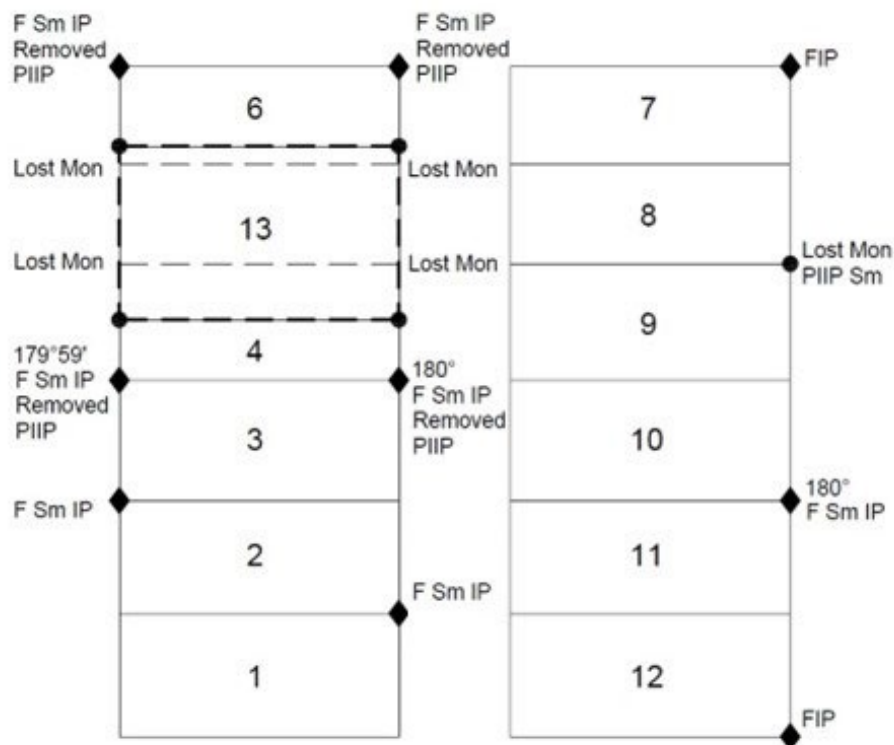 F Sm IP
Removed
PIIP
F Sm IP
Removed
PIIP
FIP
6
7
Lost Mon
Lost Mon
13
8
Lost Mon
Lost Mon
Lost Mon
PIIP Sm
9
179°59'
F Sm IP
Removed
PIIP
4
180°
F Sm IP
Removed
PIIP
3
10
F Sm IP
180°
F Sm IP
2
11
F Sm IP
1
12
FIP